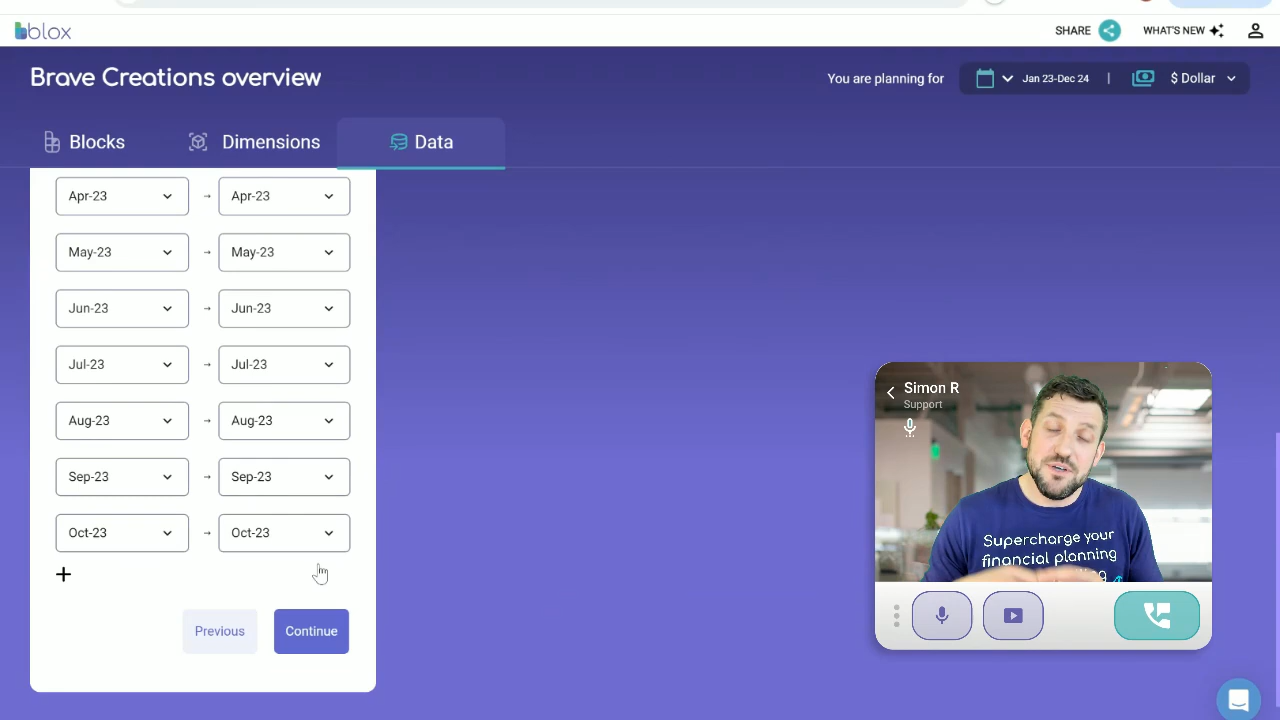 blox
SHARE
WHAT'S NEW
Brave Creations overview
You are planning for
Jan 23-Dec 24
|
$ Dollar
Blocks
Dimensions
Data
Apr-23 → Apr-23
May-23 → May-23
Jun-23 → Jun-23
Jul-23 → Jul-23
Aug-23 → Aug-23
Sep-23 → Sep-23
Oct-23 → Oct-23
+
Previous
Continue
Simon R
Support
Supercharge your
financial planning